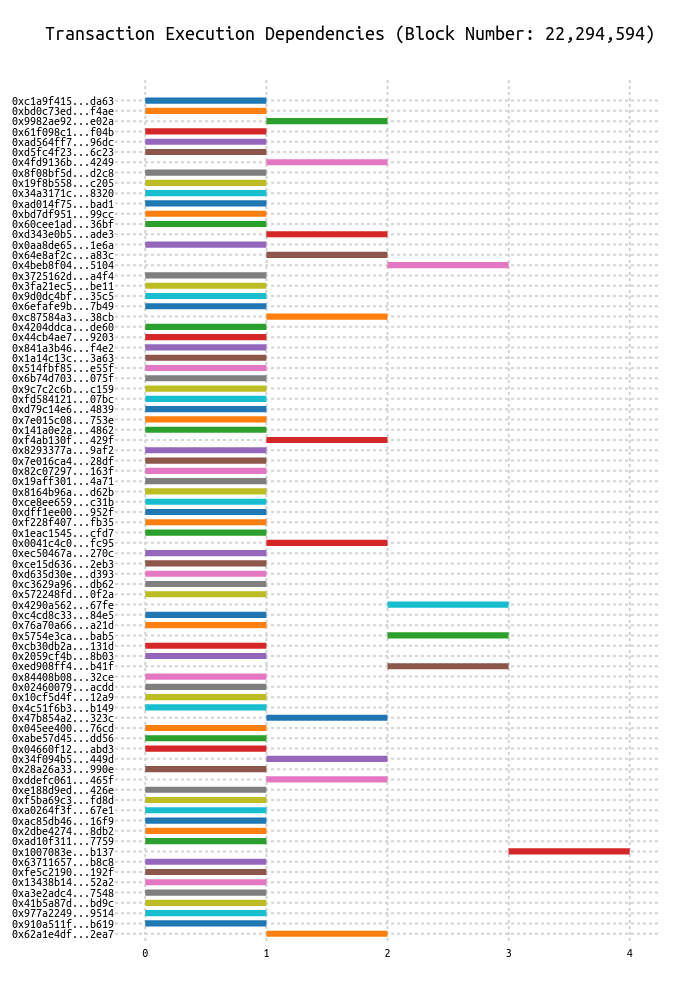 Transaction Execution Dependencies (Block Number: 22,294,594)
0xc1a9f415...da63
0xbd0c73ed...f4ae
0x9982ae92...e02a
0x61f098c1...f04b
0xad564ff7...96dc
0xd5fc4f23...6c23
0x4fd9136b...4249
0x8f08bf5d...d2c8
0x19f8b558...c205
0x34a3171c...8320
0xad014f75...bad1
0xbd7df951...99cc
0x60cee1ad...36bf
0xd343e0b5...ade3
0x0aa8de65...1e6a
0x64e8af2c...a83c
0x4beb8f04...5104
0x3725162d...a4f4
0x3fa21ec5...be11
0x9d0dc4bf...35c5
0x6efafe9b...7b49
0xc87584a3...38cb
0x4204ddca...de60
0x44cb4ae7...9203
0x841a3b46...f4e2
0x1a14c13c...3a63
0x514fbf85...e55f
0x6b74d703...075f
0x9c7c2c6b...c159
0xfd584121...07bc
0xd79c14e6...4839
0x7e015c08...753e
0x141a0e2a...4862
0xf4ab130f...429f
0x8293377a...9af2
0x7e016ca4...28df
0x82c07297...163f
0x19aff301...4a71
0x8164b96a...d62b
0xce8ee659...c31b
0xdff1ee00...952f
0xf228f407...fb35
0x1eac1545...cfd7
0x0041c4c0...fc95
0xec50467a...270c
0xce15d636...2eb3
0xd635d30e...d393
0xc3629a96...db62
0x572248fd...0f2a
0x4290a562...67fe
0xc4cd8c33...84e5
0x76a70a66...a21d
0x5754e3ca...bab5
0xcb30db2a...131d
0x2059cf4b...8b03
0xed908ff4...b41f
0x84408b08...32ce
0x02460079...acdd
0x10cf5d4f...12a9
0x4c51f6b3...b149
0x47b854a2...323c
0x045ee400...76cd
0xabe57d45...dd56
0x04660f12...abd3
0x34f094b5...449d
0x28a26a33...990e
0xddefc061...465f
0xe188d9ed...426e
0xf5ba69c3...fd8d
0xa0264f3f...67e1
0xac85db46...16f9
0x2dbe4274...8db2
0xad10f311...7759
0x1007083e...b137
0x63711657...b8c8
0xfe5c2190...192f
0x13438b14...52a2
0xa3e2adc4...7548
0x41b5a87d...bd9c
0x977a2249...9514
0x910a511f...b619
0x62a1e4df...2ea7
0 1 2 3 4